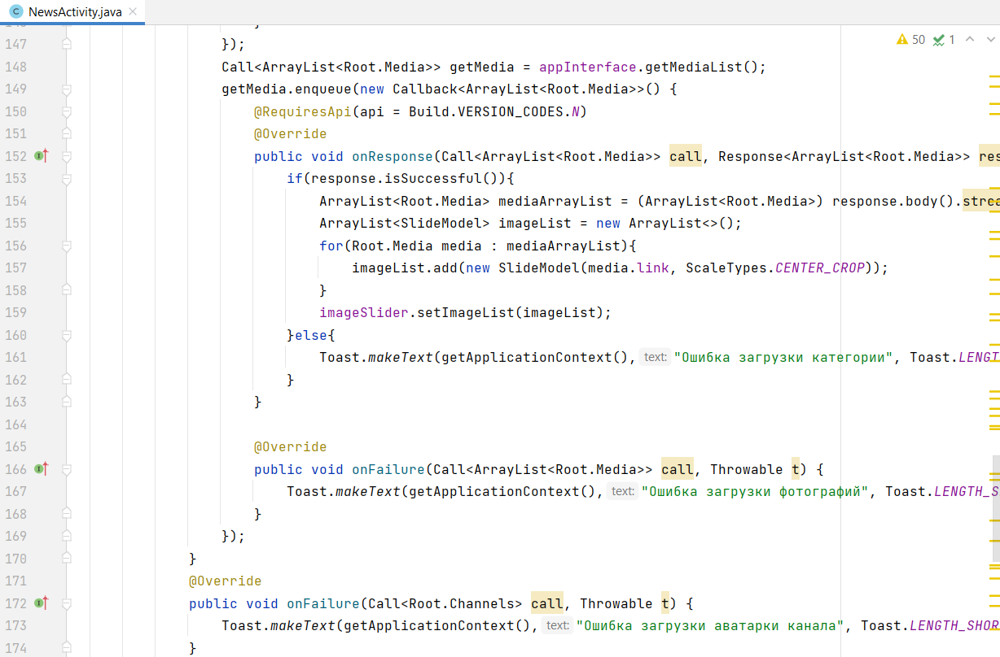 NewsActivity.java
50 1
147 });
148 Call<ArrayList<Root.Media>> getMedia = appInterface.getMediaList();
149 getMedia.enqueue(new Callback<ArrayList<Root.Media>>() {
150 @RequiresApi(api = Build.VERSION_CODES.N)
151 @Override
152 public void onResponse(Call<ArrayList<Root.Media>> call, Response<ArrayList<Root.Media>> res
153 if(response.isSuccessful()){
154 ArrayList<Root.Media> mediaArrayList = (ArrayList<Root.Media>) response.body().strea
155 ArrayList<SlideModel> imageList = new ArrayList<>();
156 for(Root.Media media : mediaArrayList){
157 imageList.add(new SlideModel(media.link, ScaleTypes.CENTER_CROP));
158 }
159 imageSlider.setImageList(imageList);
160 }else{
161 Toast.makeText(getApplicationContext(), text: "Ошибка загрузки категории", Toast.LENGT
162 }
163 }
164
165 @Override
166 public void onFailure(Call<ArrayList<Root.Media>> call, Throwable t) {
167 Toast.makeText(getApplicationContext(), text: "Ошибка загрузки фотографий", Toast.LENGTH_S
168 }
169 });
170 }
171 @Override
172 public void onFailure(Call<Root.Channels> call, Throwable t) {
173 Toast.makeText(getApplicationContext(), text: "Ошибка загрузки аватарки канала", Toast.LENGTH_SHOR
174 }